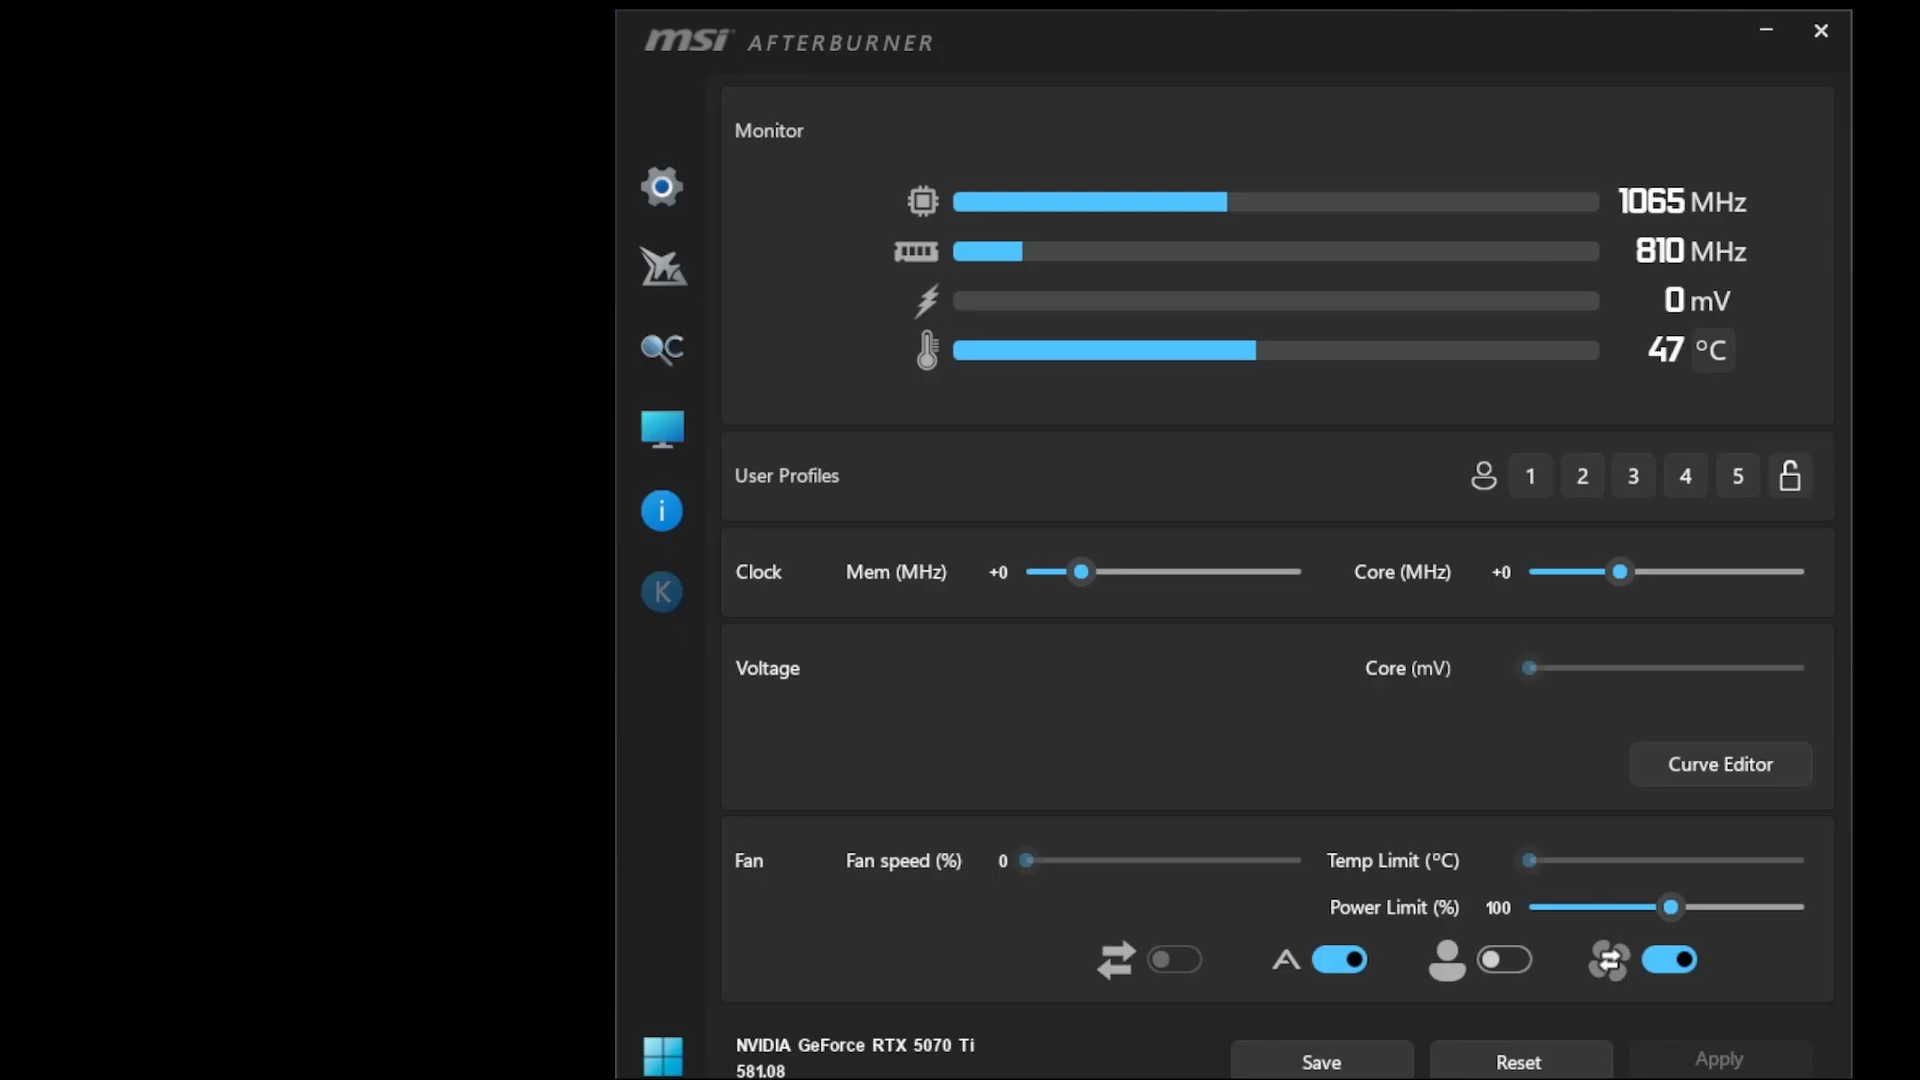 msi AFTERBURNER
Monitor
1065 MHz
810 MHz
0 mV
47 °C
User Profiles 1 2 3 4 5
Clock Mem (MHz) +0 Core (MHz) +0
Voltage Core (mV)
Curve Editor
Fan Fan speed (%) 0 Temp Limit (°C)
Power Limit (%) 100
C
i
K
A
NVIDIA GeForce RTX 5070 Ti
581.08
Save Reset Apply